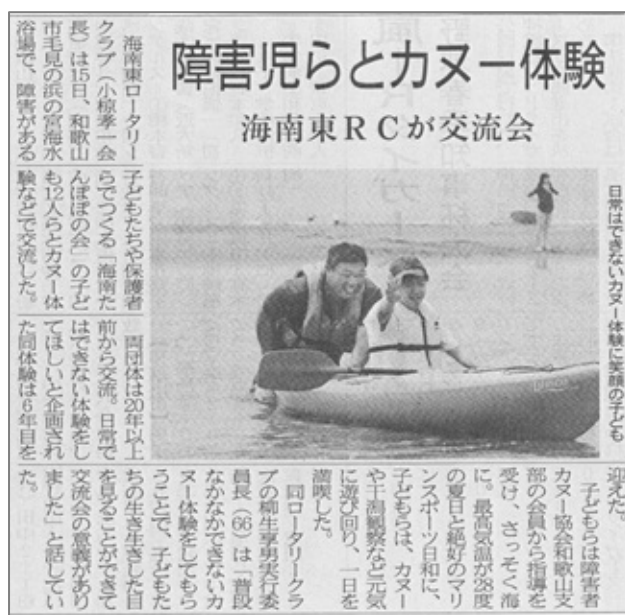 障害児らとカヌー体験
海南東RCが交流会
海南東ロータリー
クラブ(小椋孝一会
長)は15日、和歌山
市毛見の浜の宮海水
浴場で、障害がある
子どもたちや保護者
らでつくる「海南た
んぽぽの会」の子ど
も12人らとカヌー体
験などで交流した。
両団体は20年以上
前から交流。日常で
はできない体験をし
てほしいと企画され
た同体験は6年目を
迎えた。
子どもらは障害者
カヌー協会和歌山支
部の会員から指導を
受け、さっそく海
に。最高気温が28度
の夏日と絶好のマリ
ンスポーツ日和に、
子どもらは、カヌー
や干潟観察など元気
に遊び回り、一日を
満喫した。
同ロータリークラ
ブの柳生享男実行委
員長(66)は「普段
なかなかできないカ
ヌー体験をしてもら
うことで、子どもた
ちの生き生きした目
を見ることができて
交流会の意義があり
ました」と話してい
た。
日常はできないカヌー体験に笑顔の子ども